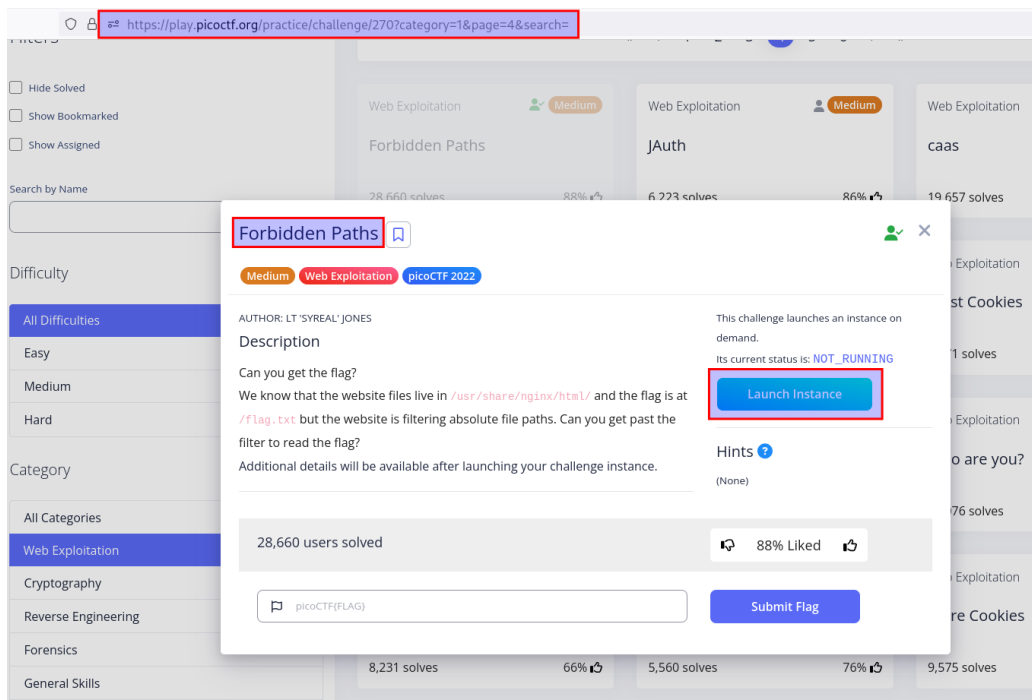 https://play.picoctf.org/practice/challenge/270?category=1&page=4&search=
Hide Solved
Show Bookmarked
Show Assigned
Search by Name
Difficulty
All Difficulties
Easy
Medium
Hard
Category
All Categories
Web Exploitation
Cryptography
Reverse Engineering
Forensics
General Skills
Web Exploitation
Medium
Forbidden Paths
28,660 solves
88%
Web Exploitation
Medium
JAuth
6,223 solves
86%
Web Exploitation
caas
19,657 solves
Forbidden Paths
Medium
Web Exploitation
picoCTF 2022
AUTHOR: LT 'SYREAL' JONES
Description
Can you get the flag?
We know that the website files live in /usr/share/nginx/html/ and the flag is at
/flag.txt but the website is filtering absolute file paths. Can you get past the
filter to read the flag?
Additional details will be available after launching your challenge instance.
This challenge launches an instance on
demand.
Its current status is: NOT_RUNNING
Launch Instance
Hints ?
(None)
28,660 users solved
88% Liked
picoCTF{FLAG}
Submit Flag
Exploitation
st Cookies
1 solves
Exploitation
o are you?
76 solves
Exploitation
re Cookies
8,231 solves
66%
5,560 solves
76%
9,575 solves